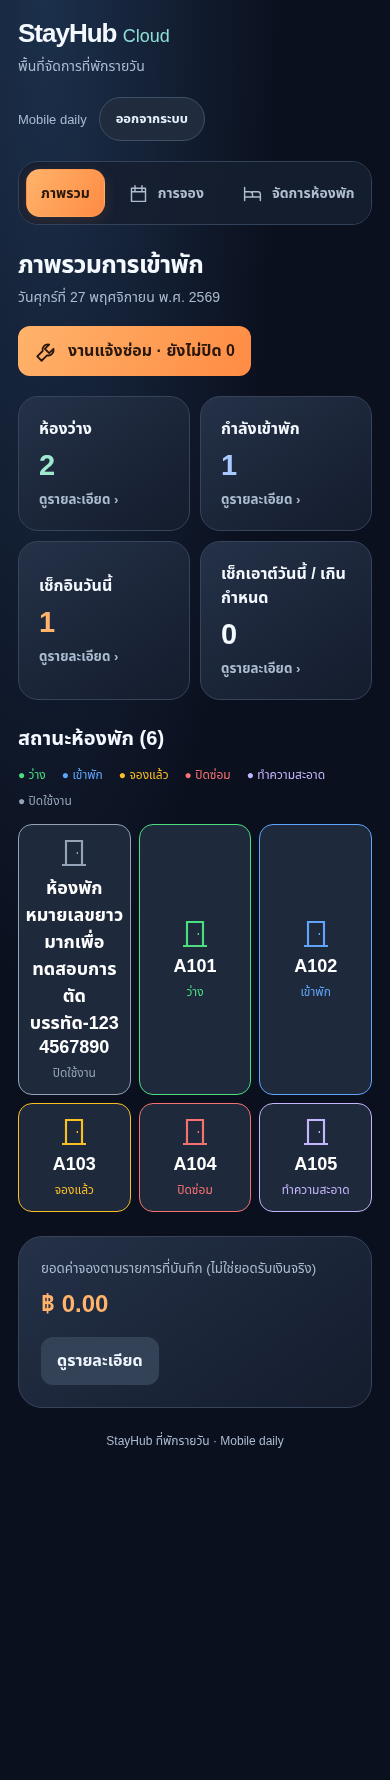 StayHub Cloud
พื้นที่จัดการที่พักรายวัน
Mobile daily ออกจากระบบ
ภาพรวม การจอง จัดการห้องพัก
ภาพรวมการเข้าพัก
วันศุกร์ที่ 27 พฤศจิกายน พ.ศ. 2569
งานแจ้งซ่อม · ยังไม่ปิด 0
ห้องว่าง
2
ดูรายละเอียด ›
กำลังเข้าพัก
1
ดูรายละเอียด ›
เช็กอินวันนี้
1
ดูรายละเอียด ›
เช็กเอาต์วันนี้ / เกิน
กำหนด
0
ดูรายละเอียด ›
สถานะห้องพัก (6)
● ว่าง ● เข้าพัก ● จองแล้ว ● ปิดซ่อม ● ทำความสะอาด
● ปิดใช้งาน
ห้องพัก
หมายเลขยาว
มากเพื่อ
ทดสอบการ
ตัด
บรรทัด-123
4567890
ปิดใช้งาน
A101
ว่าง
A102
เข้าพัก
A103
จองแล้ว
A104
ปิดซ่อม
A105
ทำความสะอาด
ยอดค่าจองตามรายการที่บันทึก (ไม่ใช่ยอดรับเงินจริง)
฿ 0.00
ดูรายละเอียด
StayHub ที่พักรายวัน · Mobile daily